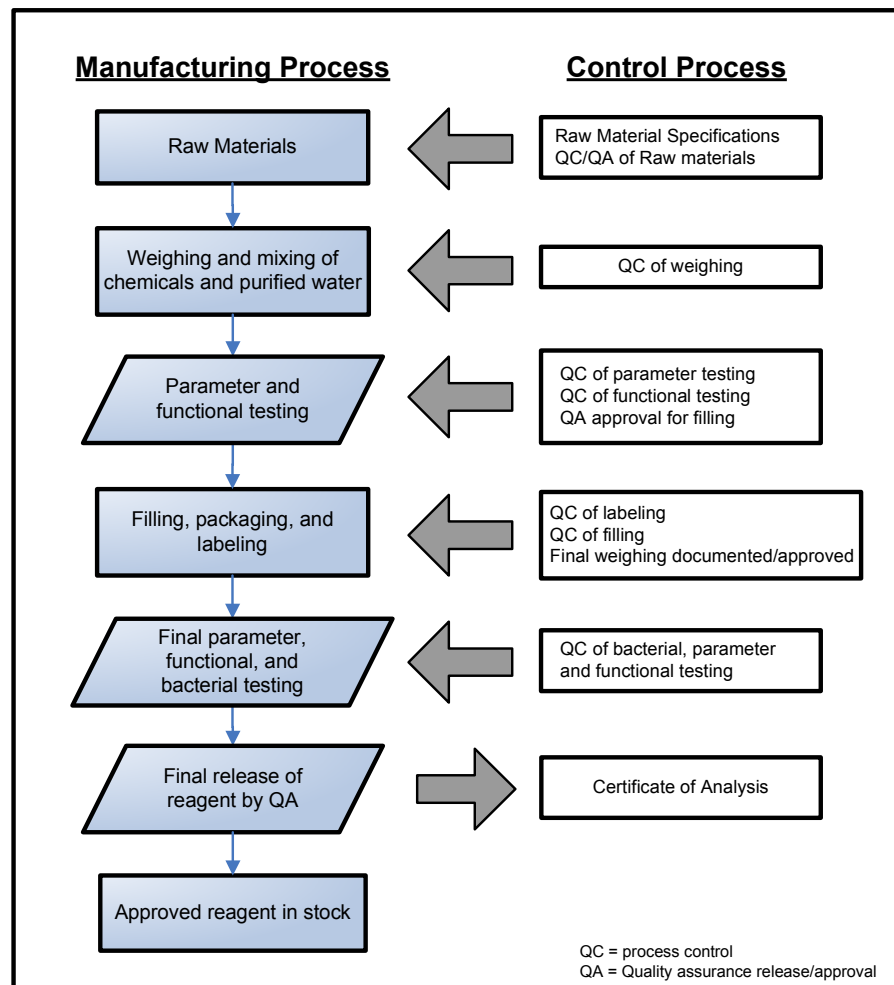 Manufacturing Process
Control Process
Raw Materials
Raw Material Specifications
QC/QA of Raw materials
Weighing and mixing of
chemicals and purified water
QC of weighing
Parameter and
functional testing
QC of parameter testing
QC of functional testing
QA approval for filling
Filling, packaging, and
labeling
QC of labeling
QC of filling
Final weighing documented/approved
Final parameter,
functional, and
bacterial testing
QC of bacterial, parameter
and functional testing
Final release of
reagent by QA
Certificate of Analysis
Approved reagent in stock
QC = process control
QA = Quality assurance release/approval